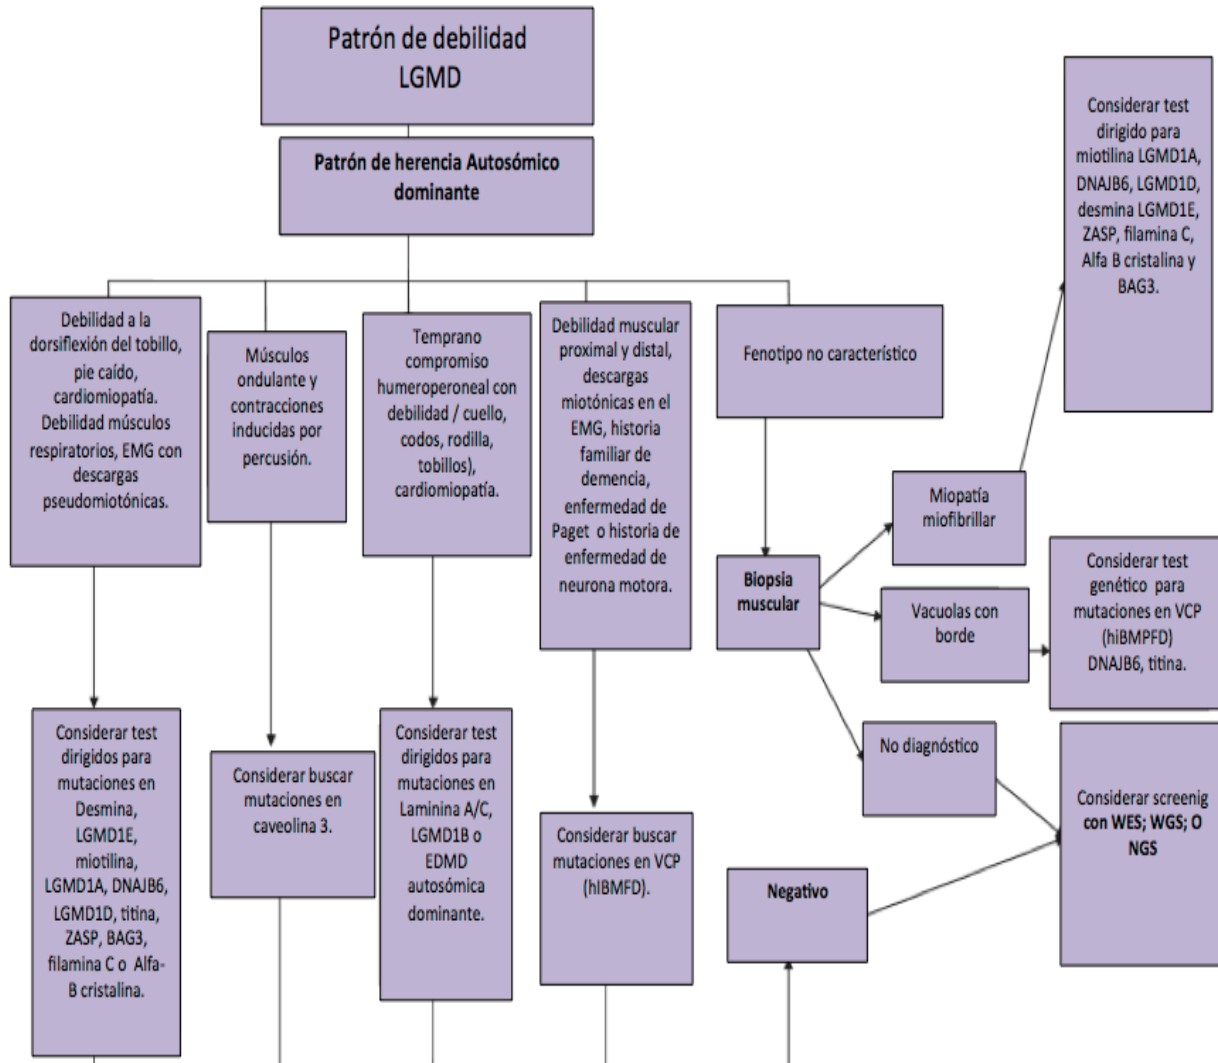 Patrón de debilidad
LGMD
Patrón de herencia Autosómico
dominante
Debilidad a la
dorsiflexión del tobillo,
pie caído,
cardiomiopatía.
Debilidad músculos
respiratorios, EMG con
descargas
pseudomiotónicas.
Músculos
ondulante y
contracciones
inducidas por
percusión.
Temprano
compromiso
humeroperoneal con
debilidad / cuello,
codos, rodilla,
tobillos),
cardiomiopatía.
Debilidad muscular
proximal y distal,
descargas
miotónicas en el
EMG, historia
familiar de
demencia,
enfermedad de
Paget o historia de
enfermedad de
neurona motora.
Fenotipo no característico
Considerar test
dirigido para
miotilina LGMD1A,
DNAJB6, LGMD1D,
desmina LGMD1E,
ZASP, filamina C,
Alfa B cristalina y
BAG3.
Miopatía
miofibrillar
Biopsia
muscular
Vacuolas con
borde
Considerar test
genético para
mutaciones en VCP
(hiBMPFD)
DNAJB6, titina.
No diagnóstico
Considerar screenig
con WES; WGS; O
NGS
Negativo
Considerar test
dirigidos para
mutaciones en
Desmina,
LGMD1E,
miotilina,
LGMD1A, DNAJB6,
LGMD1D, titina,
ZASP, BAG3,
filamina C o Alfa-
B cristalina.
Considerar buscar
mutaciones en
caveolina 3.
Considerar test
dirigidos para
mutaciones en
Laminina A/C,
LGMD1B o
EDMD
autosómica
dominante.
Considerar buscar
mutaciones en VCP
(hIBMFD).